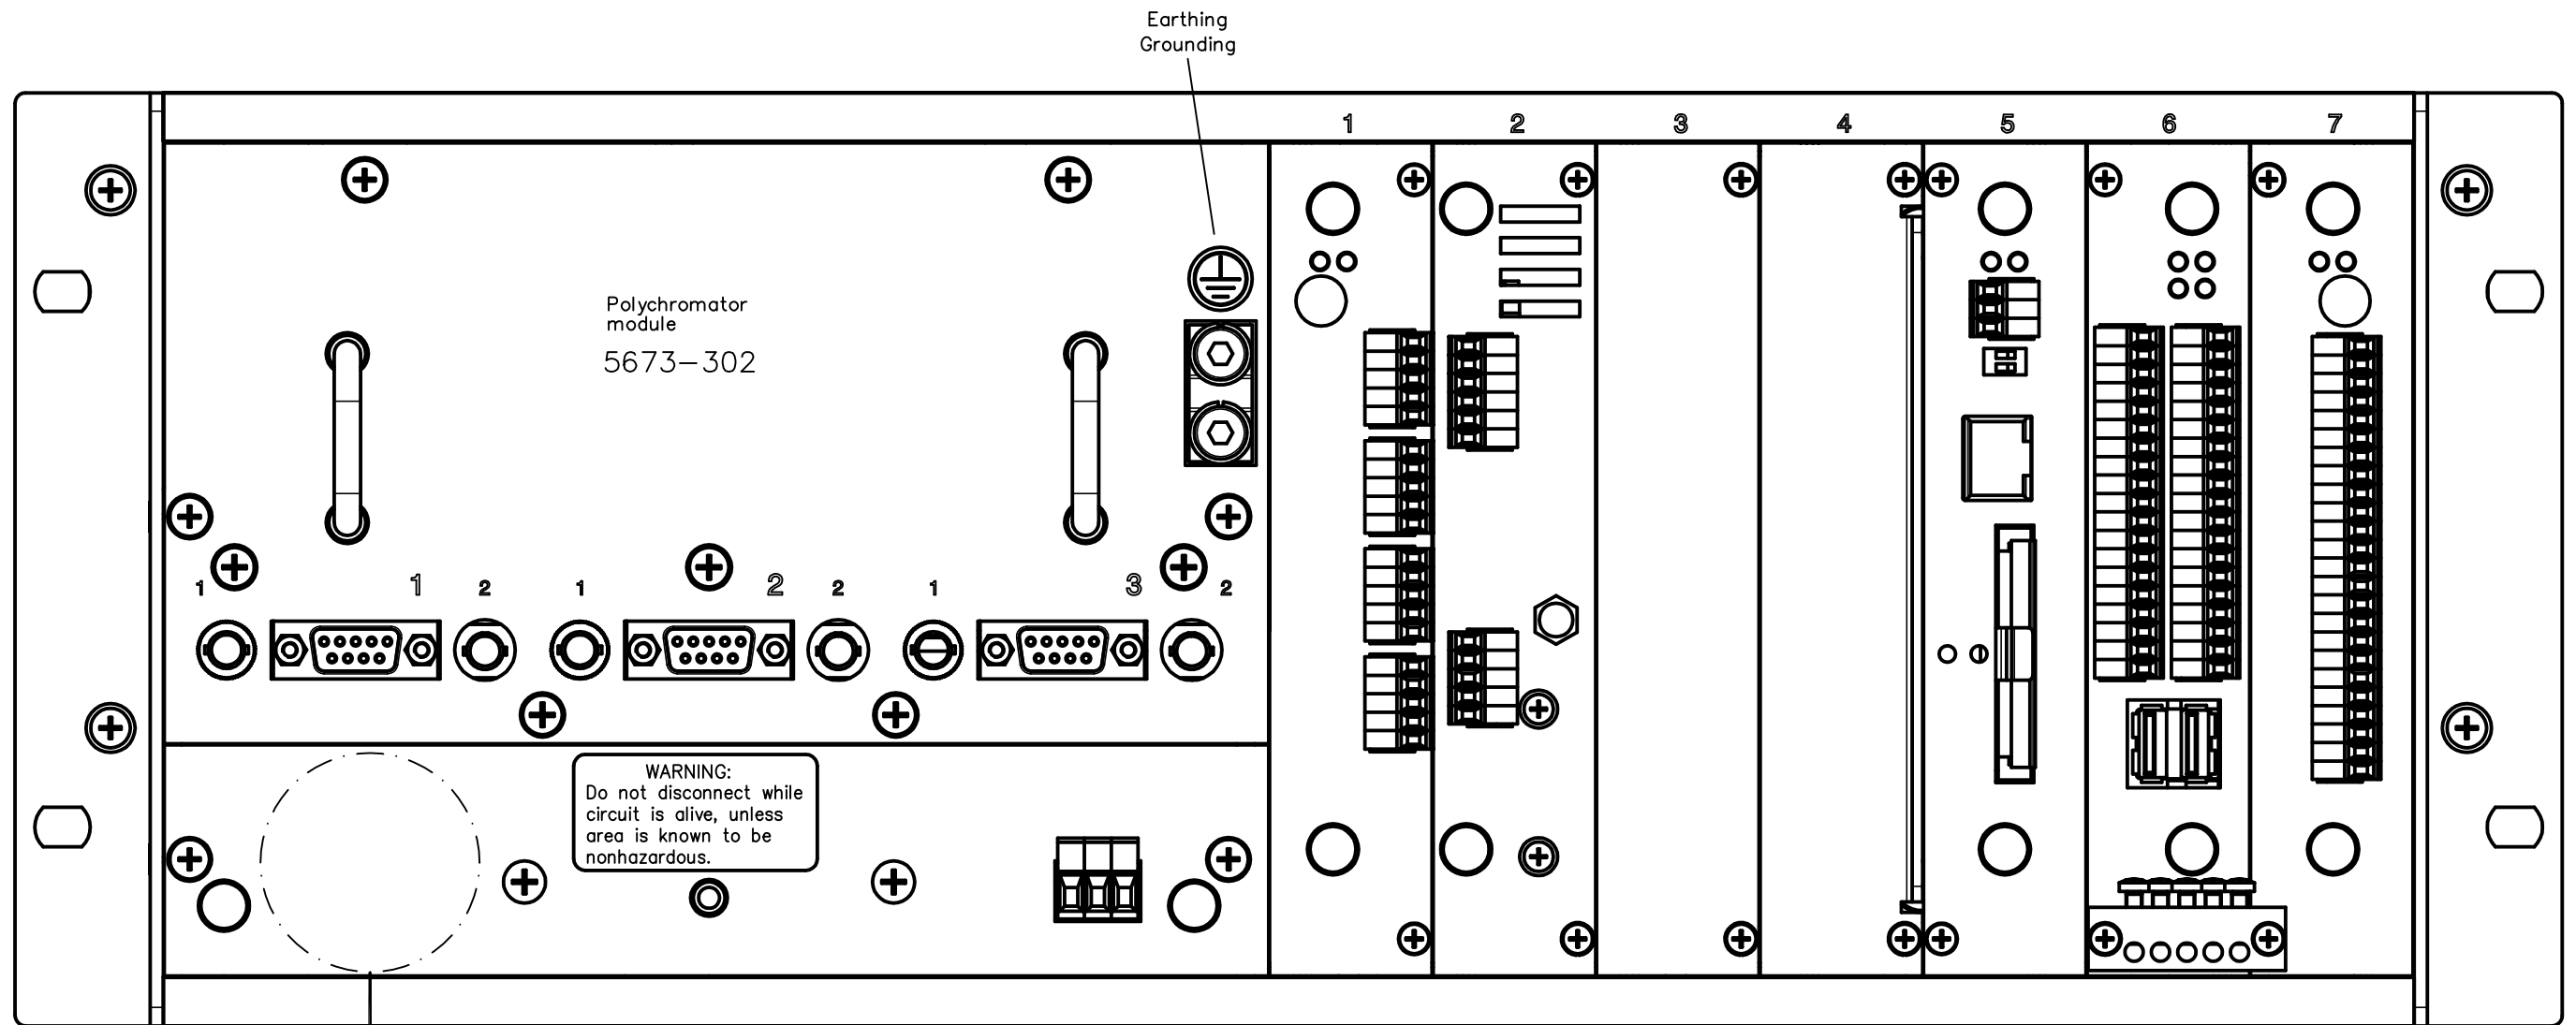 Earthing
Grounding
1 2 3 4 5 6 7
Polychromator
module
5673-302
1 1 2 1 2 2 1 3 2
WARNING:
Do not disconnect while
circuit is alive, unless
area is known to be
nonhazardous.